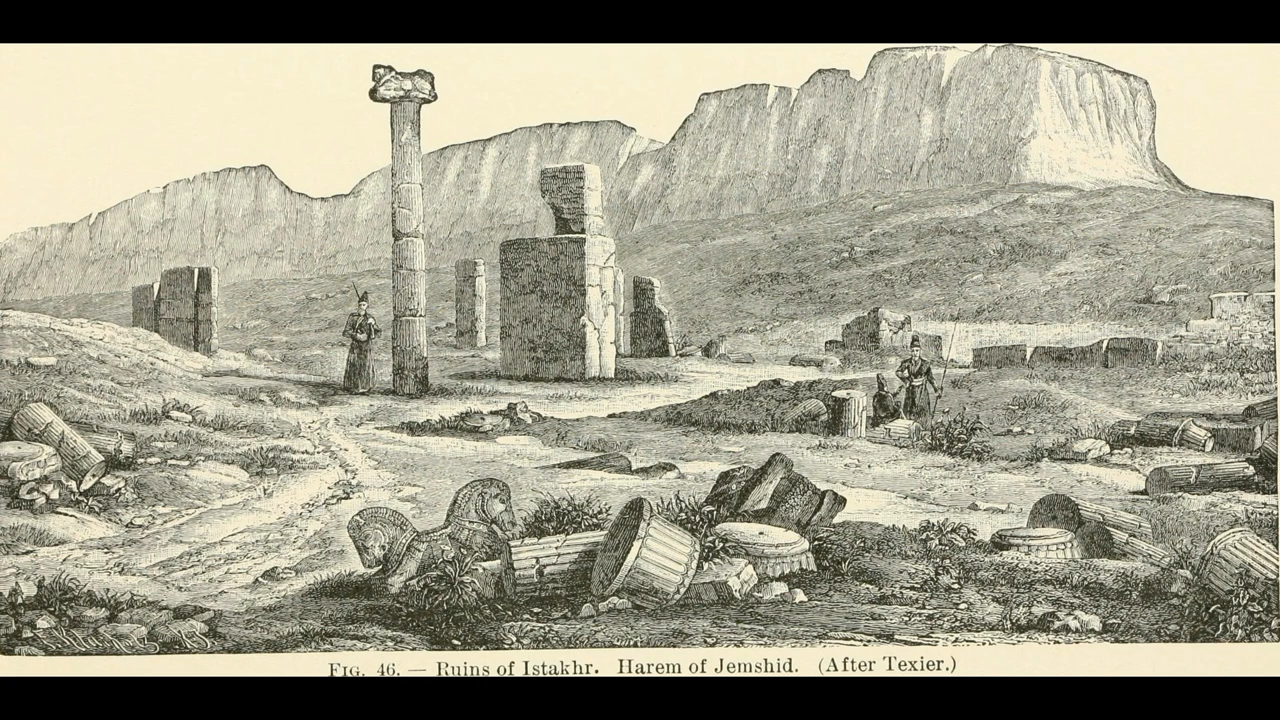 FIG. 46. — Ruins of Istakhr. Harem of Jemshid. (After Texier.)